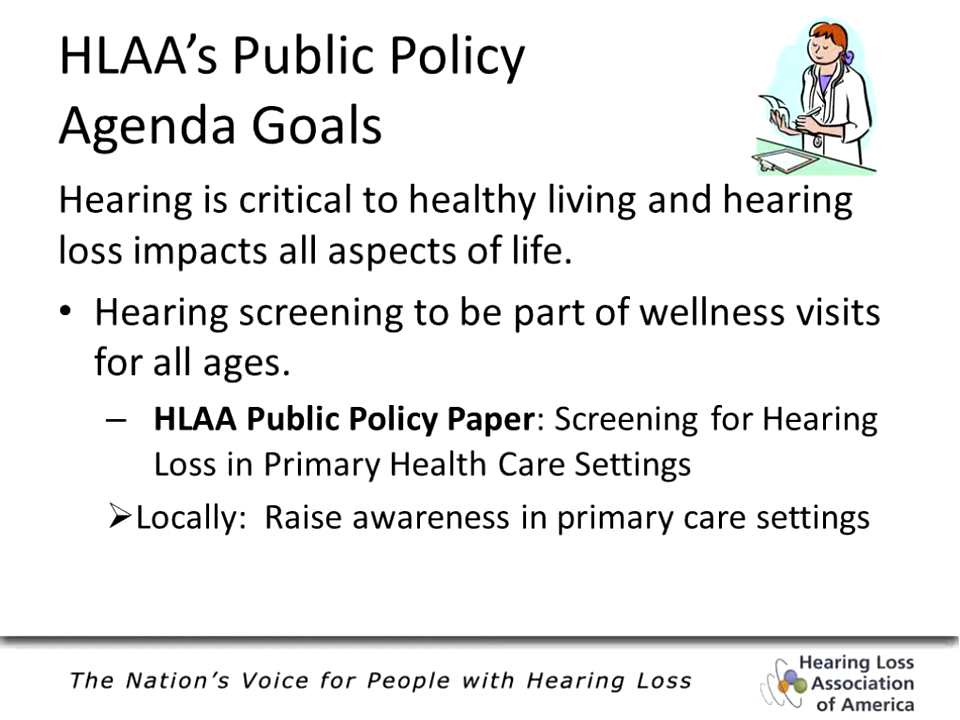 HLAA’s Public Policy
Agenda Goals
Hearing is critical to healthy living and hearing
loss impacts all aspects of life.
• Hearing screening to be part of wellness visits
for all ages.
– HLAA Public Policy Paper: Screening for Hearing
Loss in Primary Health Care Settings
➢Locally: Raise awareness in primary care settings
The Nation’s Voice for People with Hearing Loss
Hearing Loss
Association
of America